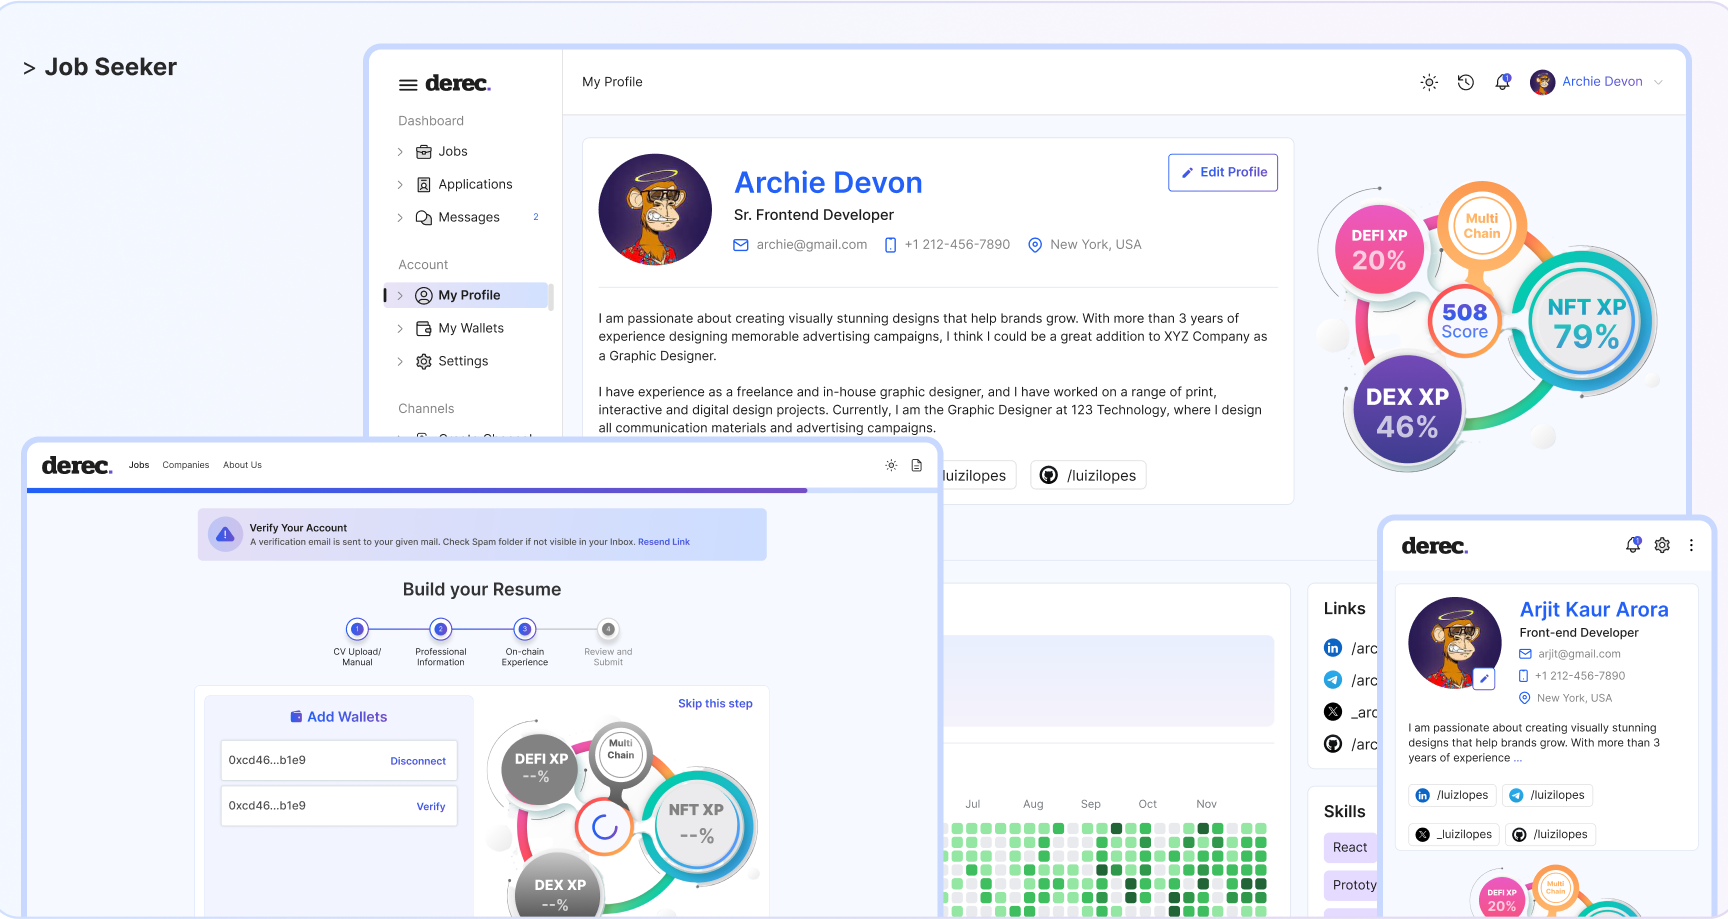 > Job Seeker
derec.
Dashboard
Jobs
Applications
Messages 2
Account
My Profile
My Wallets
Settings
Channels
My Profile
1
Archie Devon
Archie Devon
Edit Profile
Sr. Frontend Developer
archie@gmail.com +1 212-456-7890 New York, USA
I am passionate about creating visually stunning designs that help brands grow. With more than 3 years of
experience designing memorable advertising campaigns, I think I could be a great addition to XYZ Company as
a Graphic Designer.
I have experience as a freelance and in-house graphic designer, and I have worked on a range of print,
interactive and digital design projects. Currently, I am the Graphic Designer at 123 Technology, where I design
all communication materials and advertising campaigns.
luizilopes
/luizilopes
DEFI XP
20%
Multi
Chain
508
Score
NFT XP
79%
DEX XP
46%
derec.
Jobs Companies About Us
Verify Your Account
A verification email is sent to your given mail. Check Spam folder if not visible in your Inbox. Resend Link
Build your Resume
1 2 3 4
CV Upload/
Manual
Professional
Information
On-chain
Experience
Review and
Submit
Skip this step
Add Wallets
0xcd46...b1e9 Disconnect
0xcd46...b1e9 Verify
DEFI XP
--%
Multi
Chain
NFT XP
--%
DEX XP
--%
Jul Aug Sep Oct Nov
Links
/arc
/arc
_arc
/arc
Skills
React
Prototy
derec.
1
Arjit Kaur Arora
Front-end Developer
arjit@gmail.com
+1 212-456-7890
New York, USA
I am passionate about creating visually stunning
designs that help brands grow. With more than 3
years of experience ...
/luizlopes
/luizilopes
_luizilopes
/luizilopes
DEFI XP
20%
Multi
Chain